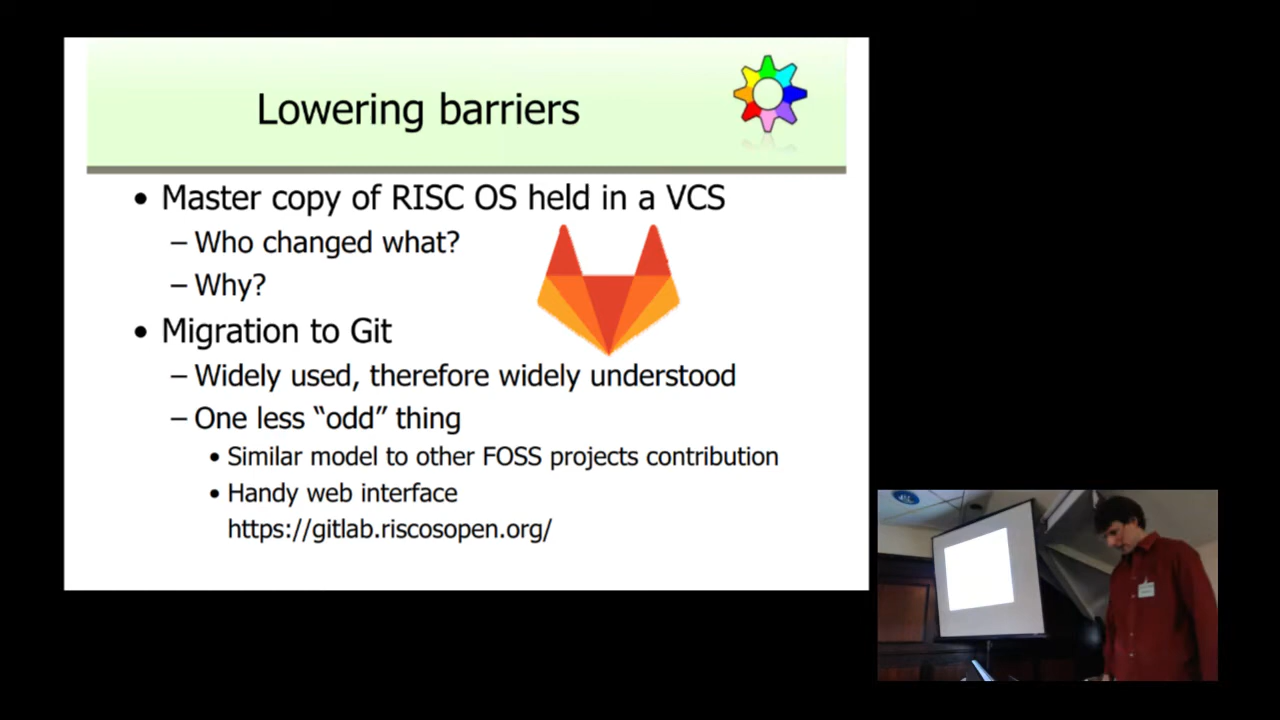 Lowering barriers
• Master copy of RISC OS held in a VCS
– Who changed what?
– Why?
• Migration to Git
– Widely used, therefore widely understood
– One less “odd” thing
• Similar model to other FOSS projects contribution
• Handy web interface
https://gitlab.riscosopen.org/